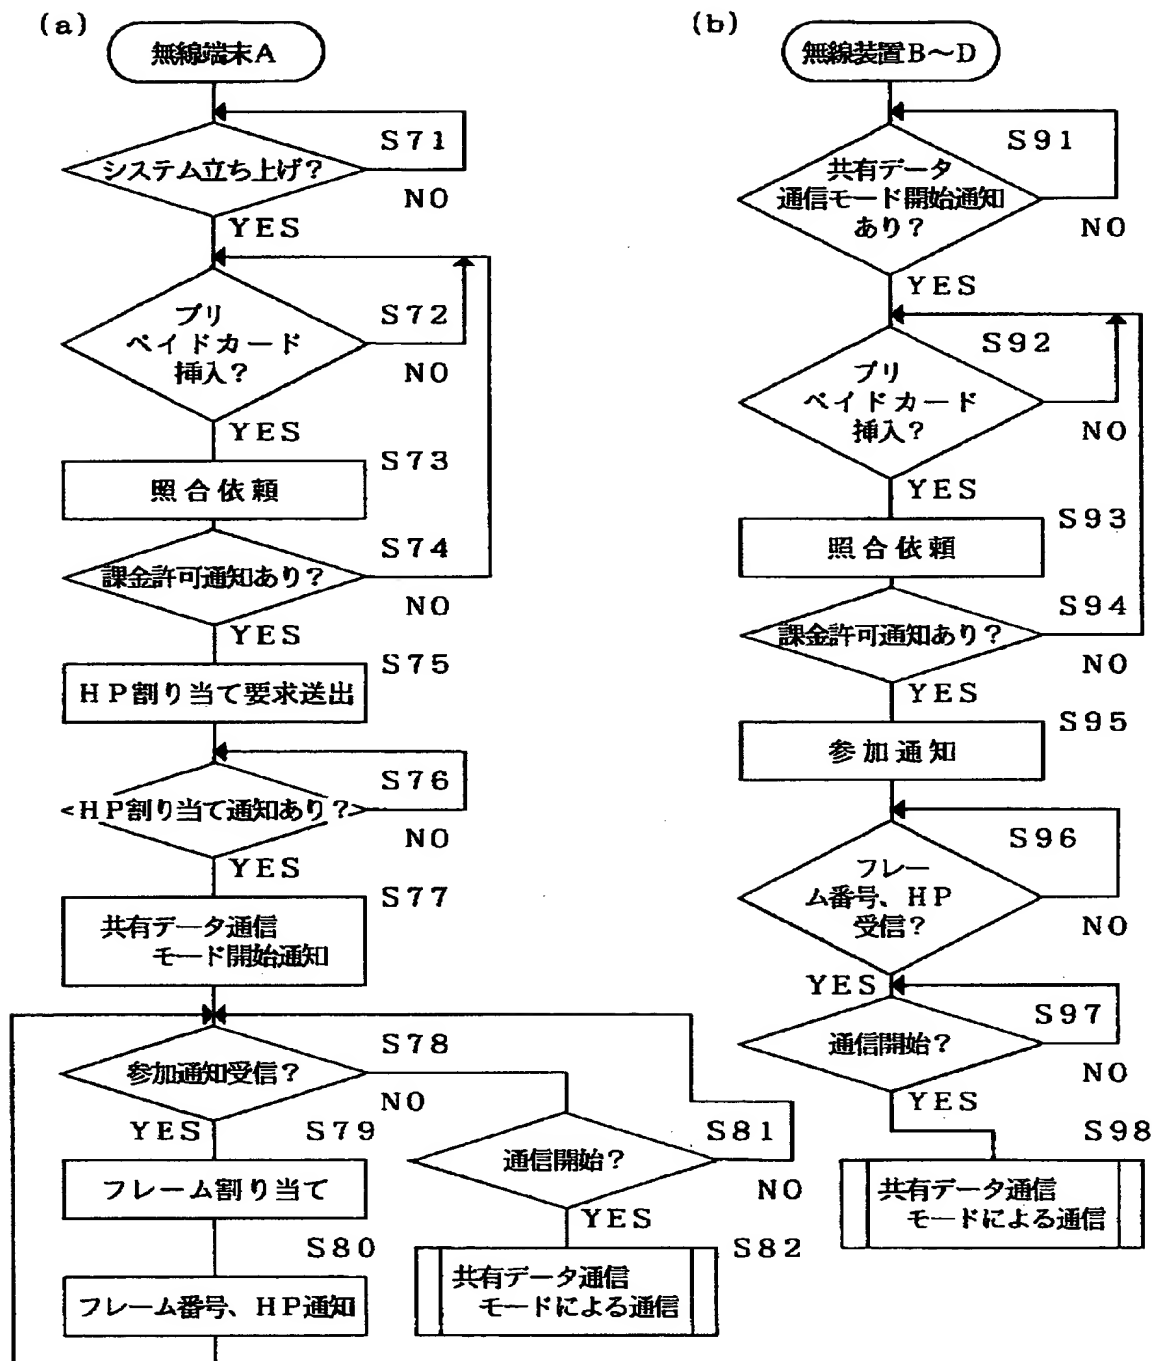 (a)
無線端末A
S71
システム立ち上げ?
NO
YES
S72
プリ
ペイドカード
挿入?
NO
YES
S73
照合依頼
S74
課金許可通知あり?
NO
YES
S75
HP割り当て要求送出
S76
<HP割り当て通知あり?>
NO
YES
S77
共有データ通信
モード開始通知
S78
参加通知受信?
NO
YES
S79
フレーム割り当て
S80
フレーム番号、HP通知
S81
通信開始?
NO
YES
S82
共有データ通信
モードによる通信
(b)
無線装置B~D
S91
共有データ
通信モード開始通知
あり?
NO
YES
S92
プリ
ペイドカード
挿入?
NO
YES
S93
照合依頼
S94
課金許可通知あり?
NO
YES
S95
参加通知
S96
フレー
ム番号、HP
受信?
NO
YES
S97
通信開始?
NO
YES
S98
共有データ通信
モードによる通信